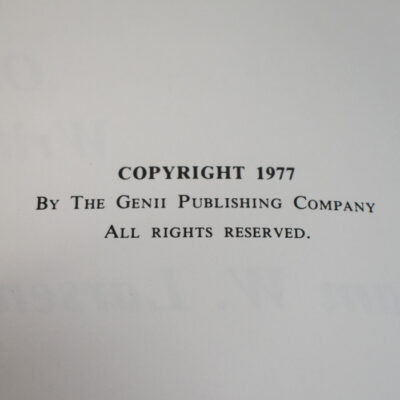 COPYRIGHT 1977
BY THE GENII PUBLISHING COMPANY
ALL RIGHTS RESERVED.